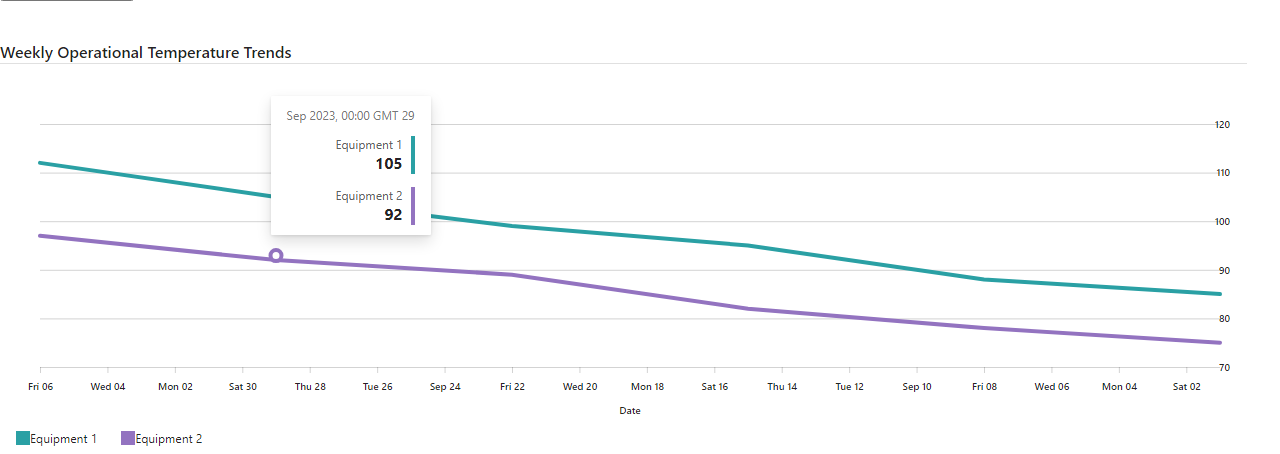 Weekly Operational Temperature Trends
Sep 2023, 00:00 GMT 29
Equipment 1
105
Equipment 2
92
120
110
100
90
80
70
Fri 06 Wed 04 Mon 02 Sat 30 Thu 28 Tue 26 Sep 24 Fri 22 Wed 20 Mon 18 Sat 16 Thu 14 Tue 12 Sep 10 Fri 08 Wed 06 Mon 04 Sat 02
Date
Equipment 1 Equipment 2